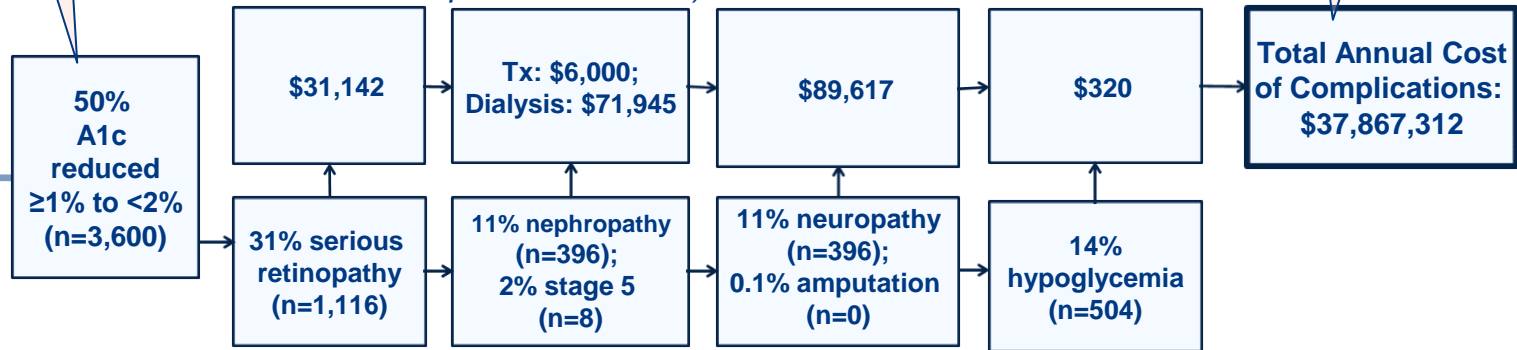 50%
A1c
reduced
≥1% to <2%
(n=3,600)
$31,142
Tx: $6,000;
Dialysis: $71,945
$89,617
$320
Total Annual Cost
of Complications:
$37,867,312
31% serious
retinopathy
(n=1,116)
11% nephropathy
(n=396);
2% stage 5
(n=8)
11% neuropathy
(n=396);
0.1% amputation
(n=0)
14%
hypoglycemia
(n=504)